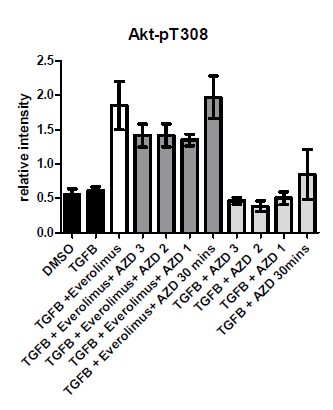 Akt-pT308
relative intensity
2.5
2.0
1.5
1.0
0.5
0.0
DMSO
TGFB
TGFB +Everolimus
TGFB + Everolimus+ AZD 3
TGFB + Everolimus+ AZD 2
TGFB + Everolimus+ AZD 1
TGFB + Everolimus+ AZD 30 mins
TGFB + AZD 3
TGFB + AZD 2
TGFB + AZD 1
TGFB + AZD 30mins